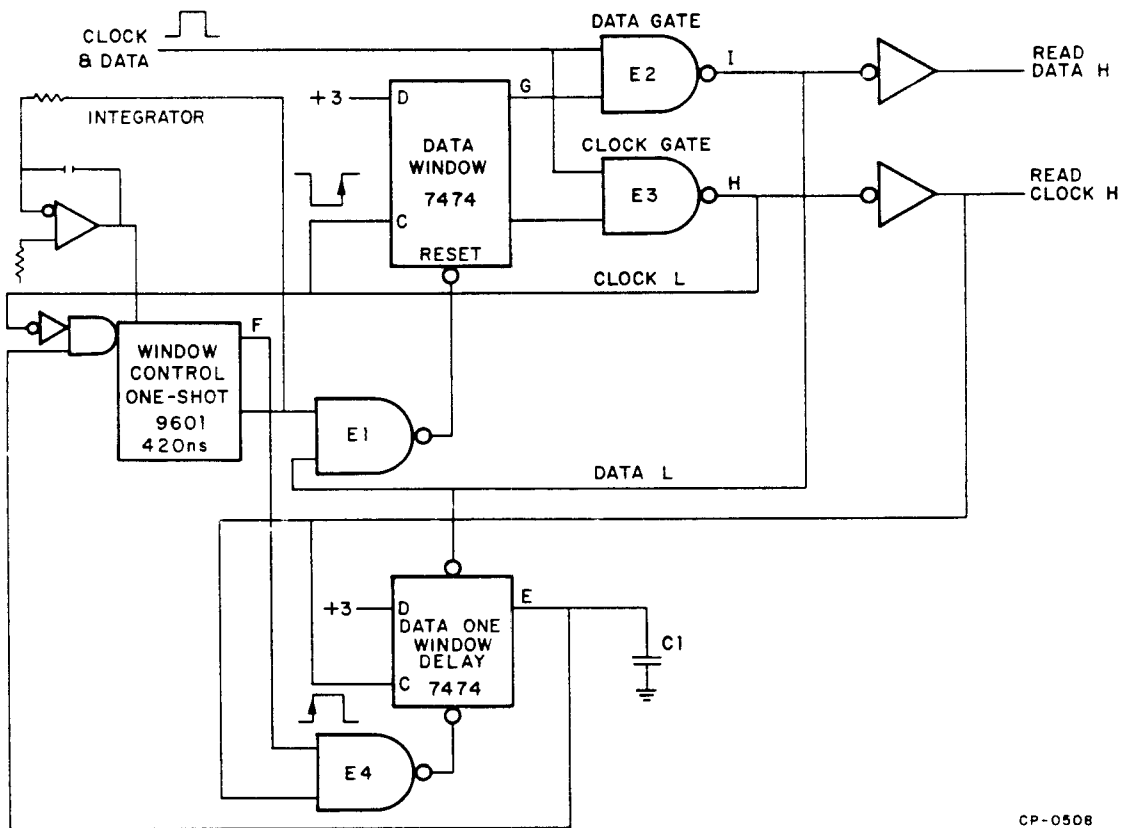 DATA GATE
CLOCK
& DATA
E2
I
READ
DATA H
+3
D
G
INTEGRATOR
DATA
WINDOW
7474
CLOCK GATE
E3
H
READ
CLOCK H
C
RESET
CLOCK L
F
WINDOW
CONTROL
ONE-SHOT
9601
420ns
E1
DATA L
+3
D
E
DATA ONE
WINDOW
DELAY
C1
C
7474
E4
CP-0508